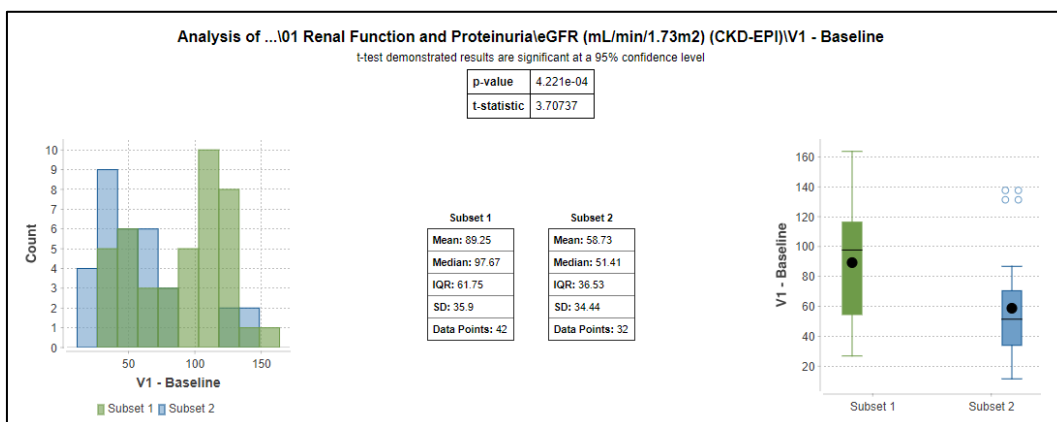 Analysis of ...\01 Renal Function and Proteinuria\eGFR (mL/min/1.73m2) (CKD-EPI)\V1 - Baseline
t-test demonstrated results are significant at a 95% confidence level
p-value 4.221e-04
t-statistic 3.70737
10
9
8
7
6
5
4
3
2
1
0
Count
50 100 150
V1 - Baseline
Subset 1 Subset 2
Subset 1
Mean: 89.25
Median: 97.67
IQR: 61.75
SD: 35.9
Data Points: 42
Subset 2
Mean: 58.73
Median: 51.41
IQR: 36.53
SD: 34.44
Data Points: 32
160
140
120
100
80
60
40
20
V1 - Baseline
Subset 1 Subset 2